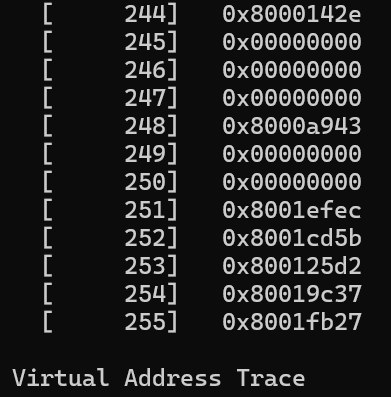 [      244]   0x8000142e
[      245]   0x00000000
[      246]   0x00000000
[      247]   0x00000000
[      248]   0x8000a943
[      249]   0x00000000
[      250]   0x00000000
[      251]   0x8001efec
[      252]   0x8001cd5b
[      253]   0x800125d2
[      254]   0x80019c37
[      255]   0x8001fb27
Virtual Address Trace